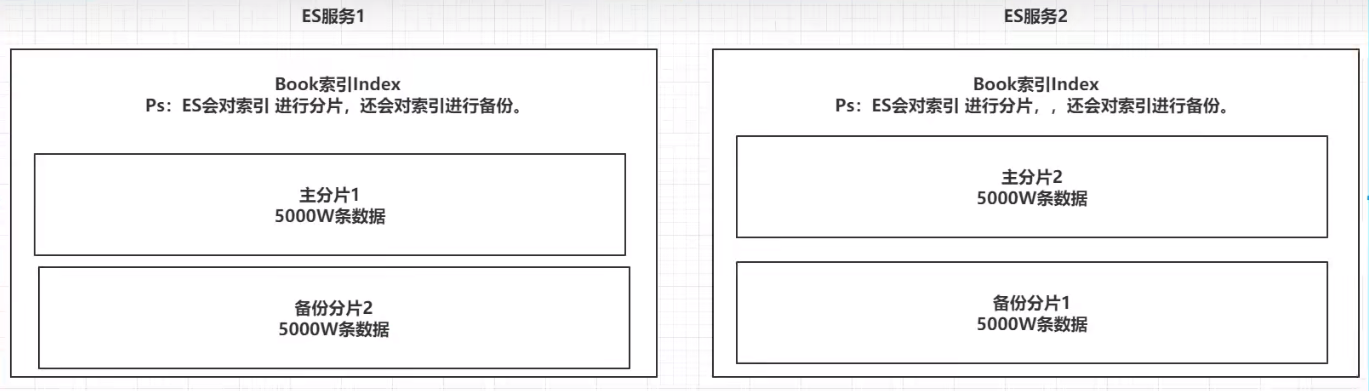 ES服务1
Book索引Index
Ps：ES会对索引 进行分片，还会对索引进行备份。
主分片1
5000W条数据
备份分片2
5000W条数据
ES服务2
Book索引Index
Ps：ES会对索引 进行分片，，还会对索引进行备份。
主分片2
5000W条数据
备份分片1
5000W条数据